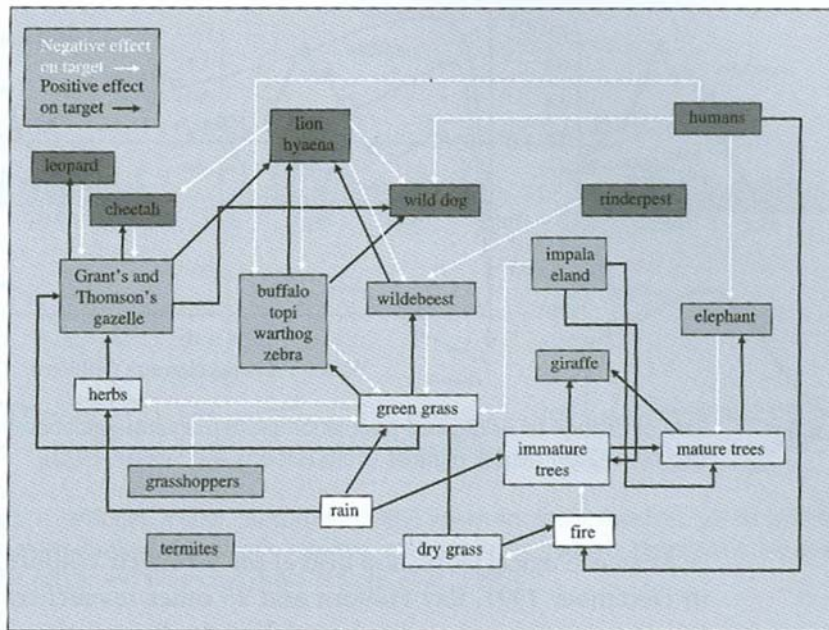 Negative effect
on target
Positive effect
on target
lion
hyaena
humans
leopard
cheetah
wild dog
rinderpest
Grant's and
Thomson's
gazelle
buffalo
topi
warthog
zebra
wildebeest
impala
eland
elephant
giraffe
herbs
green grass
immature
trees
mature trees
grasshoppers
rain
termites
dry grass
fire